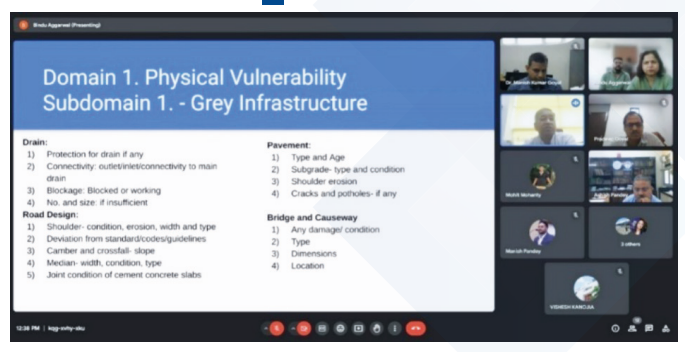 Bindu Aggarwal (Presenting)
Domain 1. Physical Vulnerability
Subdomain 1. - Grey Infrastructure
Drain:
1) Protection for drain if any
2) Connectivity: outlet/inlet/connectivity to main
drain
3) Blockage: Blocked or working
4) No. and size: if insufficient
Road Design:
1) Shoulder- condition, erosion, width and type
2) Deviation from standard/codes/guidelines
3) Camber and crossfall- slope
4) Median- width, condition, type
5) Joint condition of cement concrete slabs
Pavement:
1) Type and Age
2) Subgrade- type and condition
3) Shoulder erosion
4) Cracks and potholes- if any
Bridge and Causeway
1) Any damage/ condition
2) Type
3) Dimensions
4) Location
Mohit Mohanty
Ashish Pandey
Manish Pandey
5 others
VISHESH KANOJIA
12:38 PM | kqg-svhy-sku